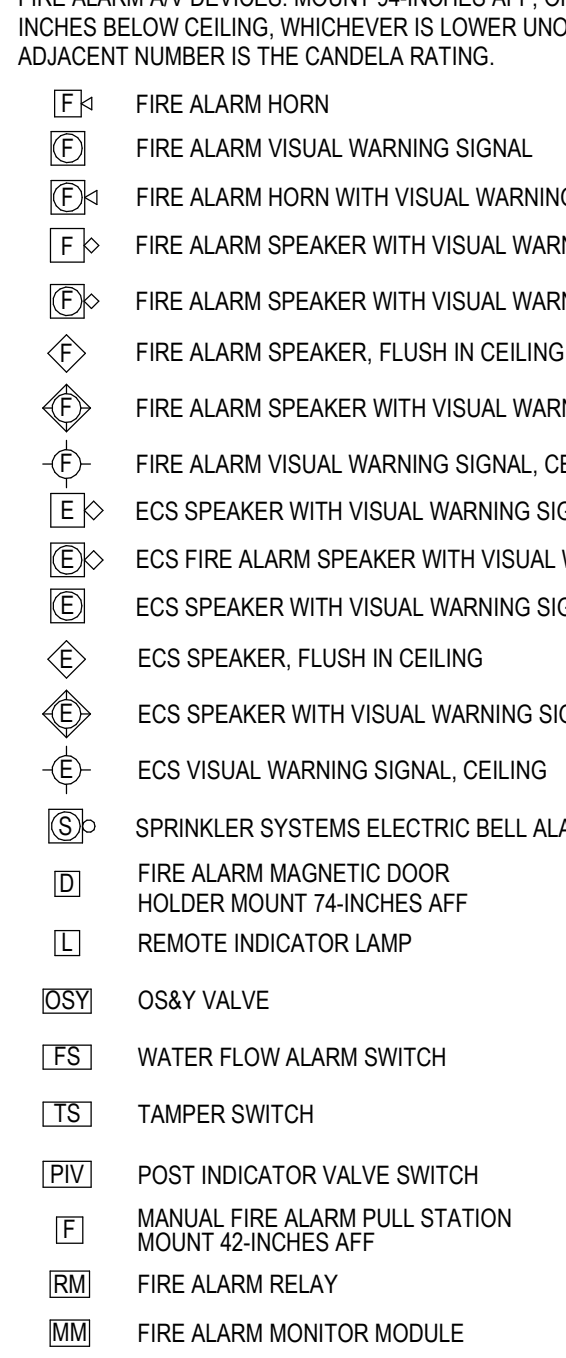 FIRE ALARM A/V DEVICES: MOUNT 94-INCHES AFF, OR
INCHES BELOW CEILING, WHICHEVER IS LOWER UNO
ADJACENT NUMBER IS THE CANDELA RATING.
F FIRE ALARM HORN
F FIRE ALARM VISUAL WARNING SIGNAL
F FIRE ALARM HORN WITH VISUAL WARNING
F FIRE ALARM SPEAKER WITH VISUAL WARN
F FIRE ALARM SPEAKER WITH VISUAL WARN
F FIRE ALARM SPEAKER, FLUSH IN CEILING
F FIRE ALARM SPEAKER WITH VISUAL WARN
F FIRE ALARM VISUAL WARNING SIGNAL, CE
E ECS SPEAKER WITH VISUAL WARNING SIG
E ECS FIRE ALARM SPEAKER WITH VISUAL
E ECS SPEAKER WITH VISUAL WARNING SIG
E ECS SPEAKER, FLUSH IN CEILING
E ECS SPEAKER WITH VISUAL WARNING SIG
E ECS VISUAL WARNING SIGNAL, CEILING
S SPRINKLER SYSTEMS ELECTRIC BELL ALA
D FIRE ALARM MAGNETIC DOOR
HOLDER MOUNT 74-INCHES AFF
L REMOTE INDICATOR LAMP
OSY OS&Y VALVE
FS WATER FLOW ALARM SWITCH
TS TAMPER SWITCH
PIV POST INDICATOR VALVE SWITCH
F MANUAL FIRE ALARM PULL STATION
MOUNT 42-INCHES AFF
RM FIRE ALARM RELAY
MM FIRE ALARM MONITOR MODULE